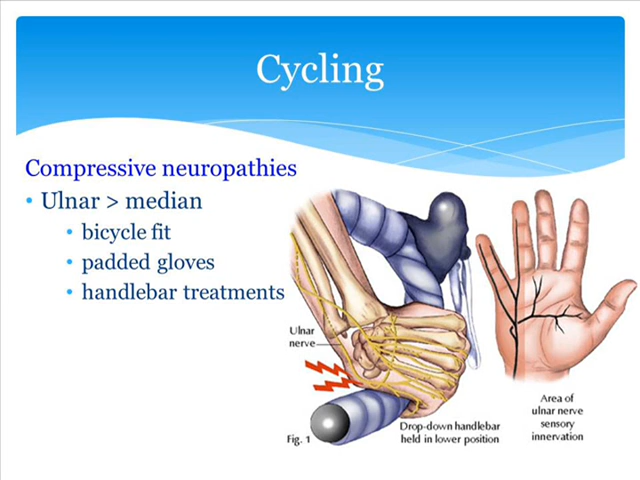 Cycling
Compressive neuropathies
• Ulnar > median
• bicycle fit
• padded gloves
• handlebar treatments
Ulnar
nerve
Fig. 1
Drop-down handlebar
held in lower position
Area of
ulnar nerve
sensory
innervation